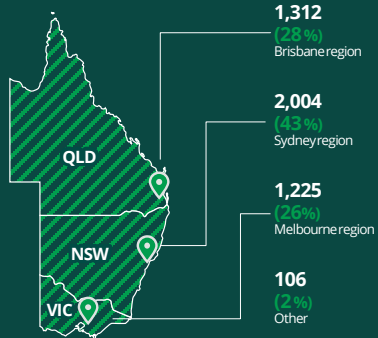 1,312
(28%)
Brisbane region
2,004
(43%)
Sydney region
1,225
(26%)
Melbourne region
106
(2%)
Other
QLD
NSW
VIC